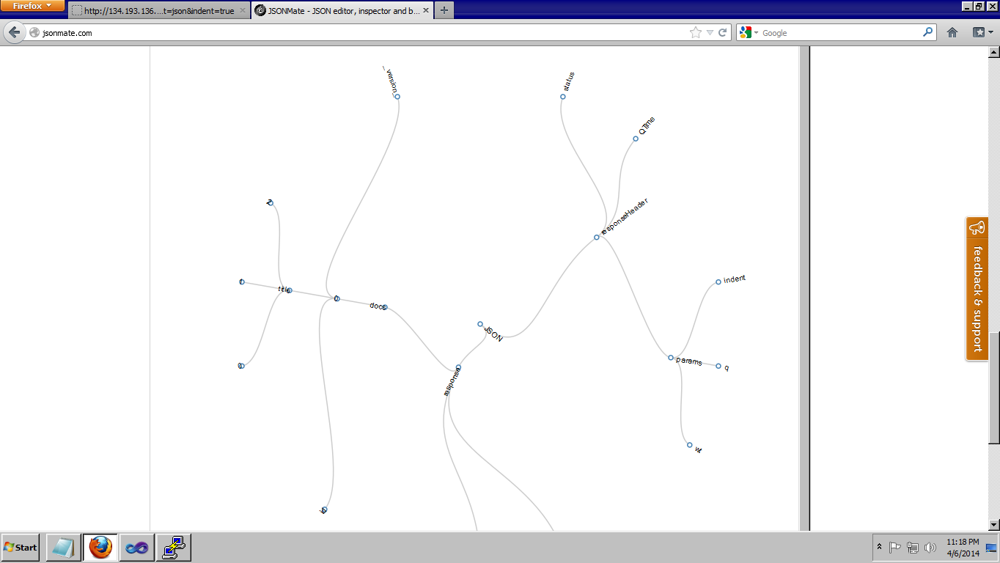 Firefox
http://134.193.136....t=json&indent=true
JSONMate - JSON editor, inspector and b...
jsonmate.com
Google
_version_
status
QTime
responseHeader
2
1
title
0
docs
JSON
indent
params
q
0
response
wt
id
feedback & support
Start
11:18 PM
4/6/2014